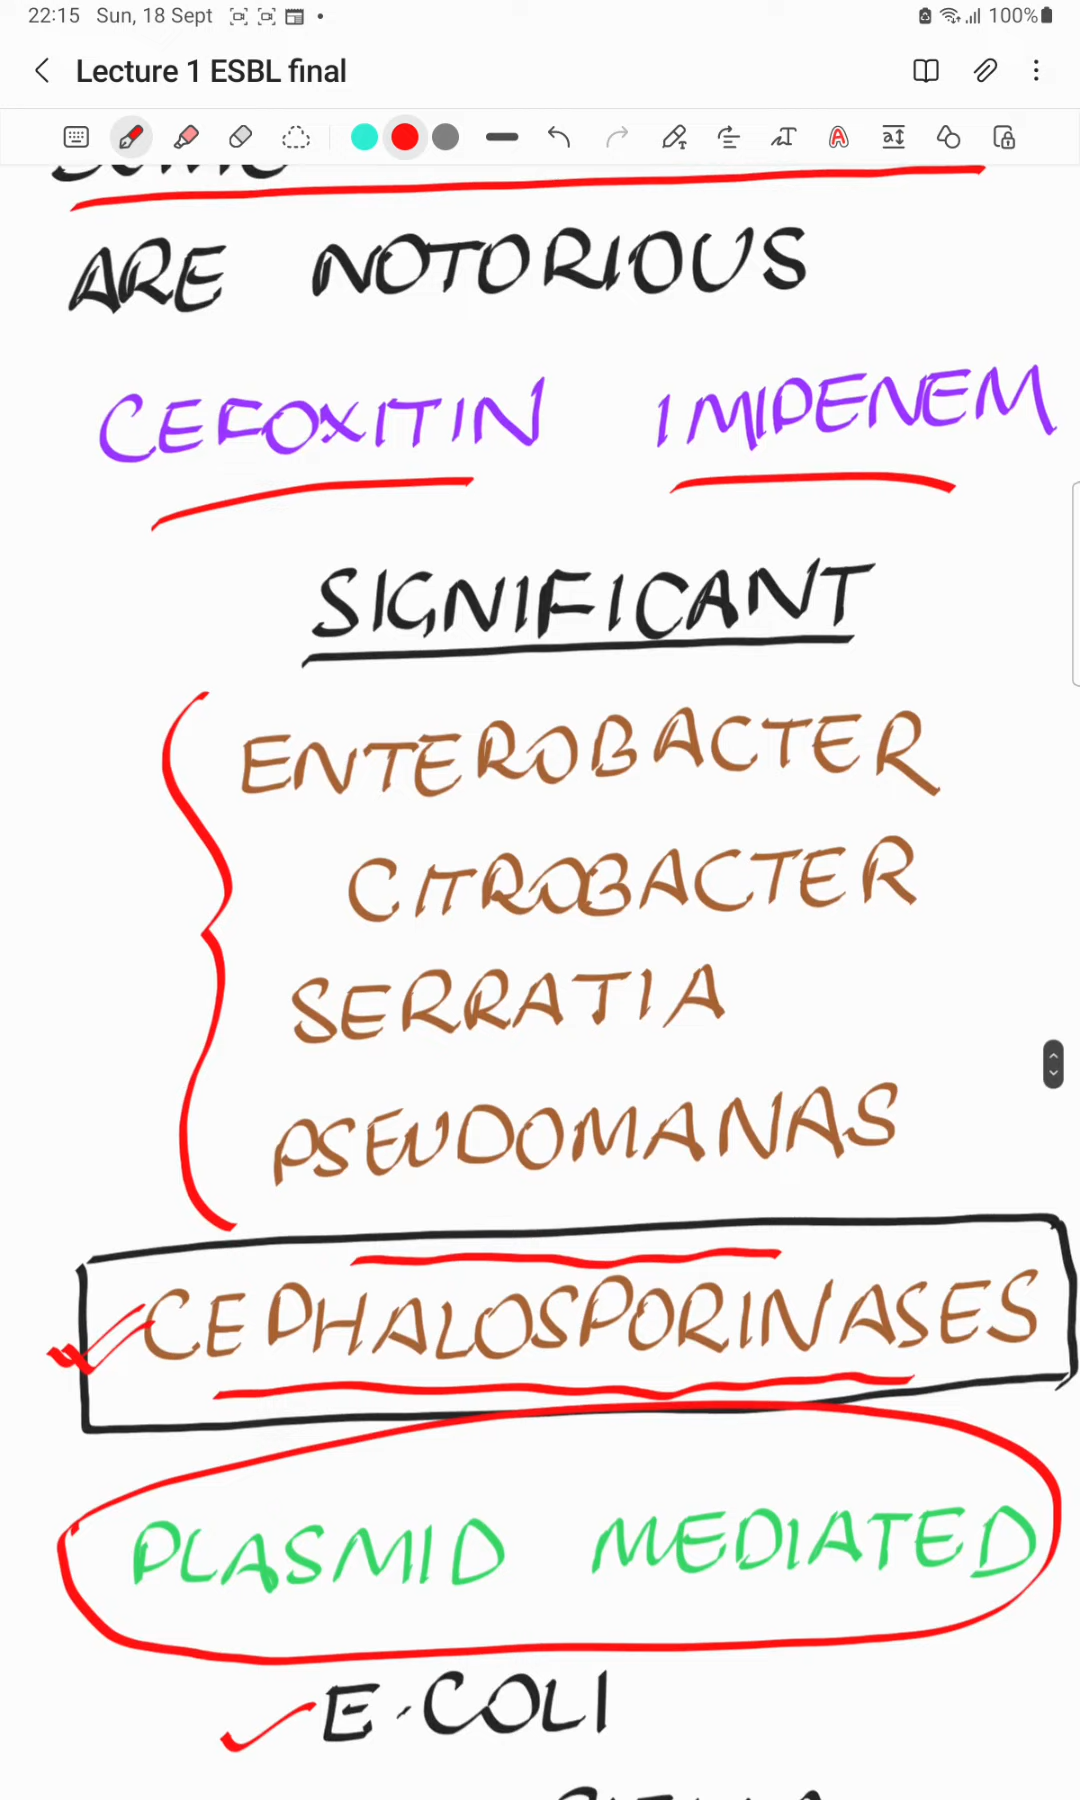 22:15 Sun, 18 Sept 100%
Lecture 1 ESBL final
ARE NOTORIOUS
CEFOXITIN IMIPENEM
SIGNIFICANT
ENTEROBACTER
CITROBACTER
SERRATIA
PSEUDOMANAS
CEPHALOSPORINASES
PLASMID MEDIATED
E.COLI